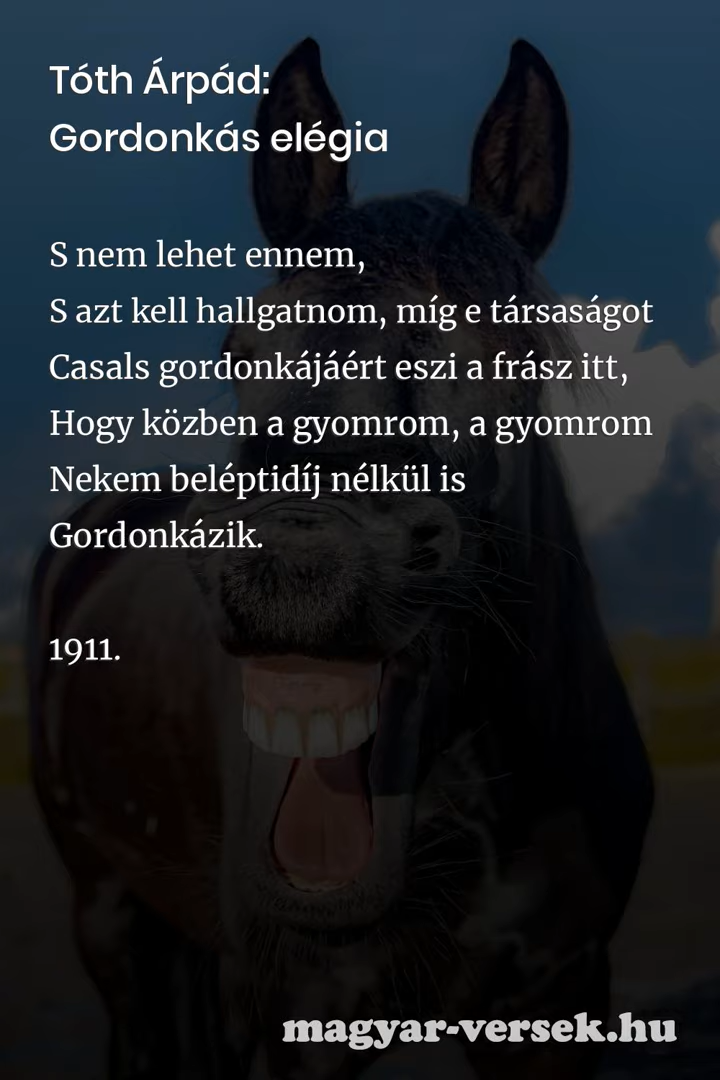 Tóth Árpád:
Gordonkás elégia
S nem lehet ennem,
S azt kell hallgatnom, míg e társaságot
Casals gordonkájáért eszi a frász itt,
Hogy közben a gyomrom, a gyomrom
Nekem beléptidíj nélkül is
Gordonkázik.
1911.
magyar-versek.hu